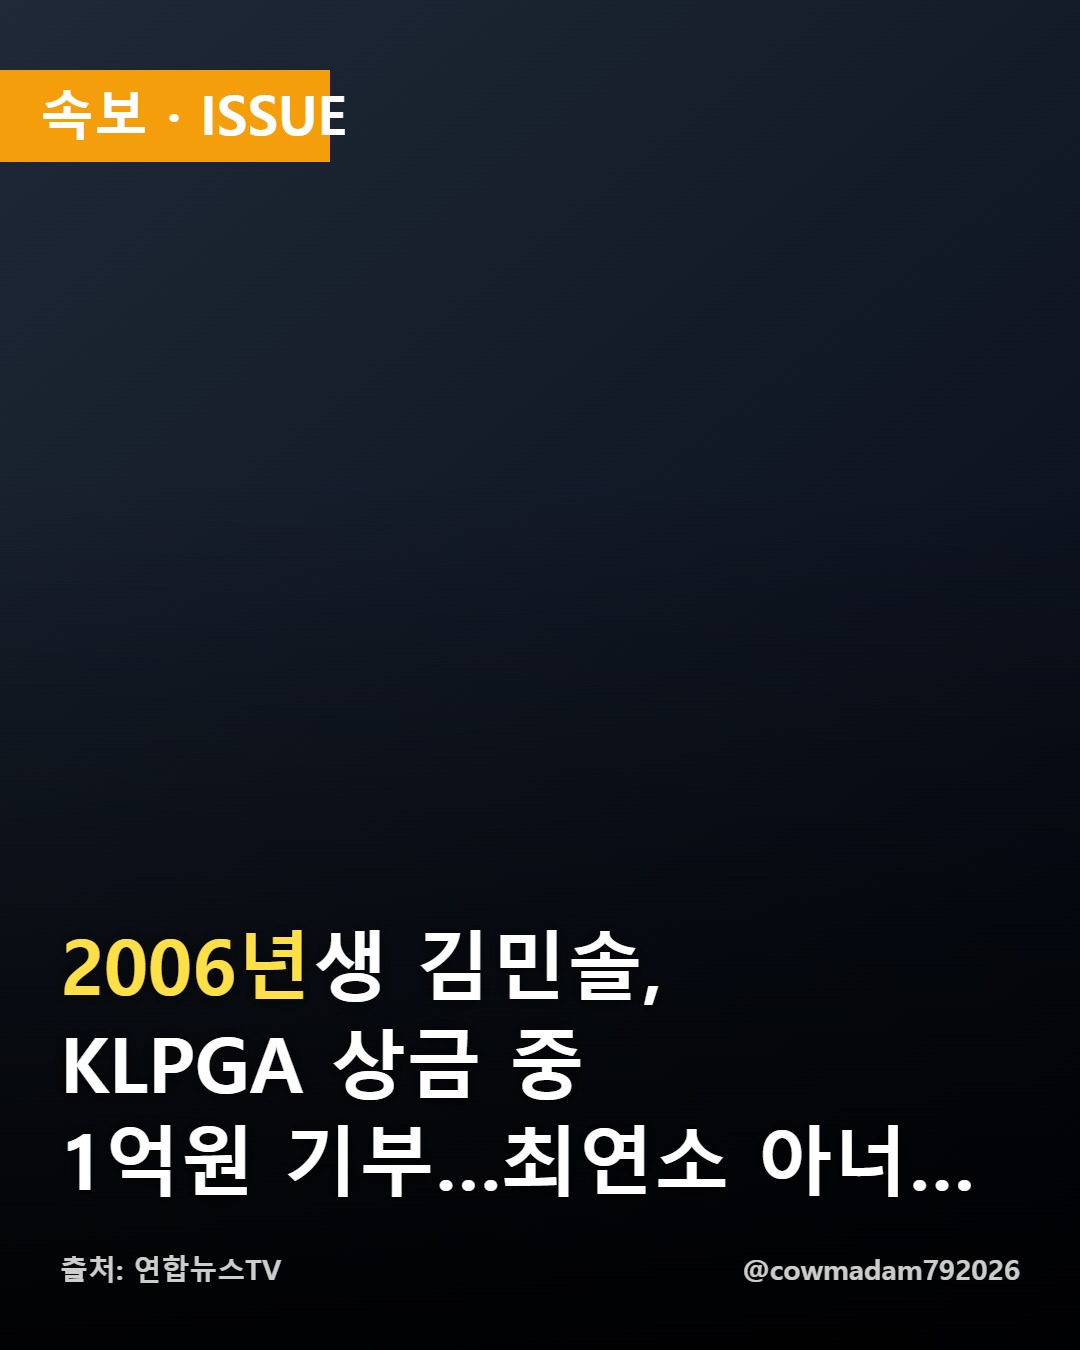 속보 · ISSUE
2006년생 김민솔,
KLPGA 상금 중
1억원 기부…최연소 아너…
출처: 연합뉴스TV
@cowmadam792026